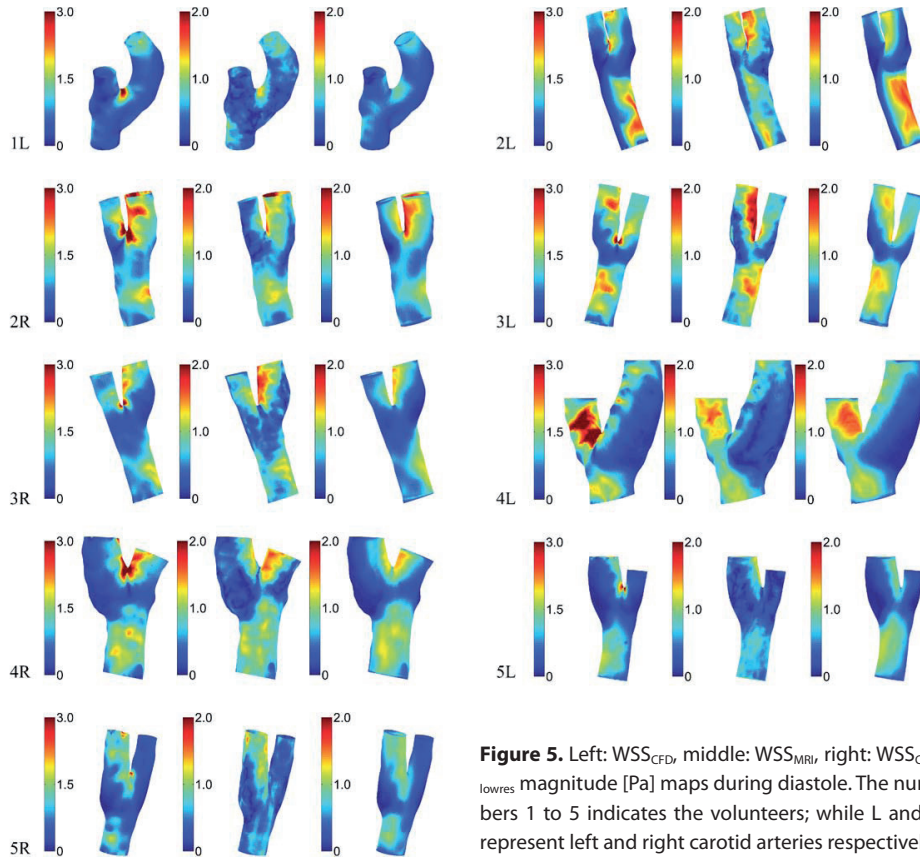 3.0 2.0 2.0
1.5 1.0 1.0
1L 0 0 0
3.0 2.0 2.0
1.5 1.0 1.0
2R 0 0 0
3.0 2.0 2.0
1.5 1.0 1.0
3R 0 0 0
3.0 2.0 2.0
1.5 1.0 1.0
4R 0 0 0
3.0 2.0 2.0
1.5 1.0 1.0
5R 0 0 0
3.0 2.0 2.0
1.5 1.0 1.0
2L 0 0 0
3.0 2.0 2.0
1.5 1.0 1.0
3L 0 0 0
3.0 2.0 2.0
1.5 1.0 1.0
4L 0 0 0
3.0 2.0 2.0
1.5 1.0 1.0
5L 0 0 0
Figure 5. Left: WSSCFD, middle: WSSMRI, right:
lowres magnitude [Pa] maps during diastole. The
bers 1 to 5 indicates the volunteers; while L and
represent left and right carotid arteries